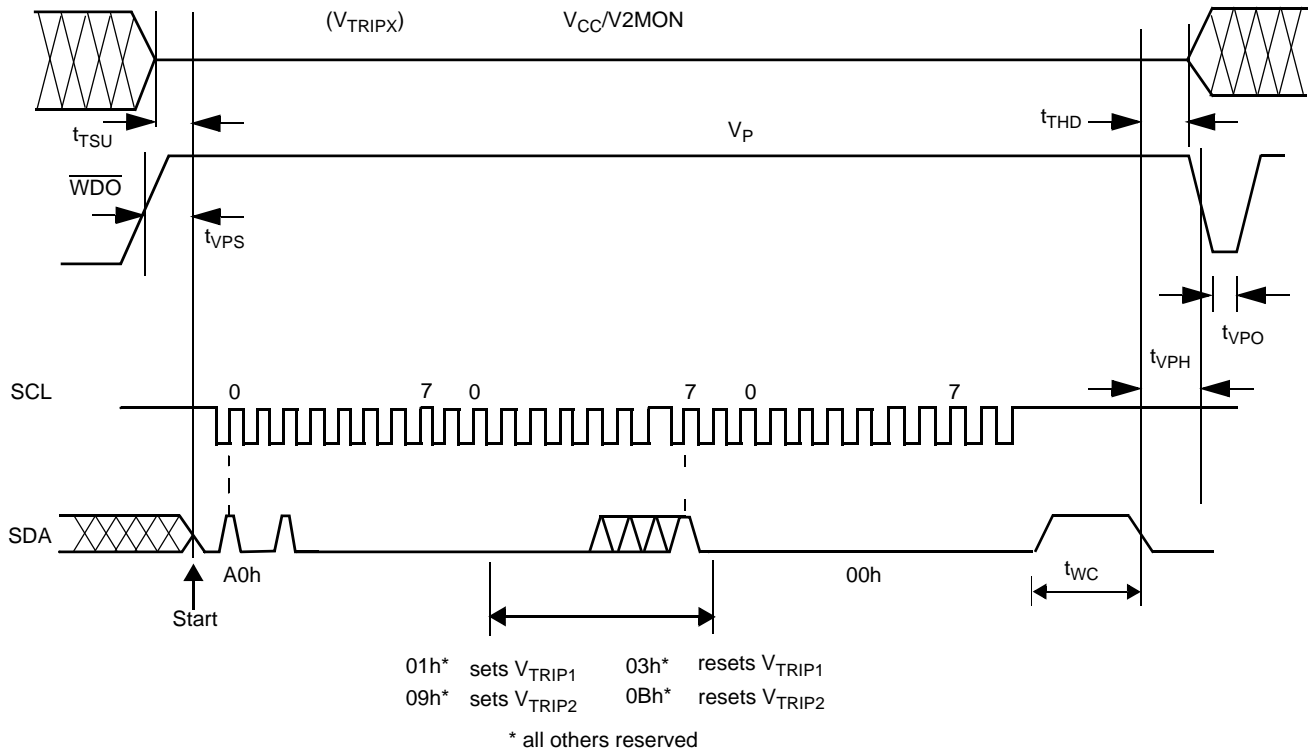 (VTRIPX) VCC/V2MON
tTSU
tTHD
VP
WDO
tVPS
tVPO
tVPH
SCL
0 7 0 7 0 7
SDA
A0h
00h
tWC
Start
01h* sets VTRIP1 03h* resets VTRIP1
09h* sets VTRIP2 0Bh* resets VTRIP2
* all others reserved